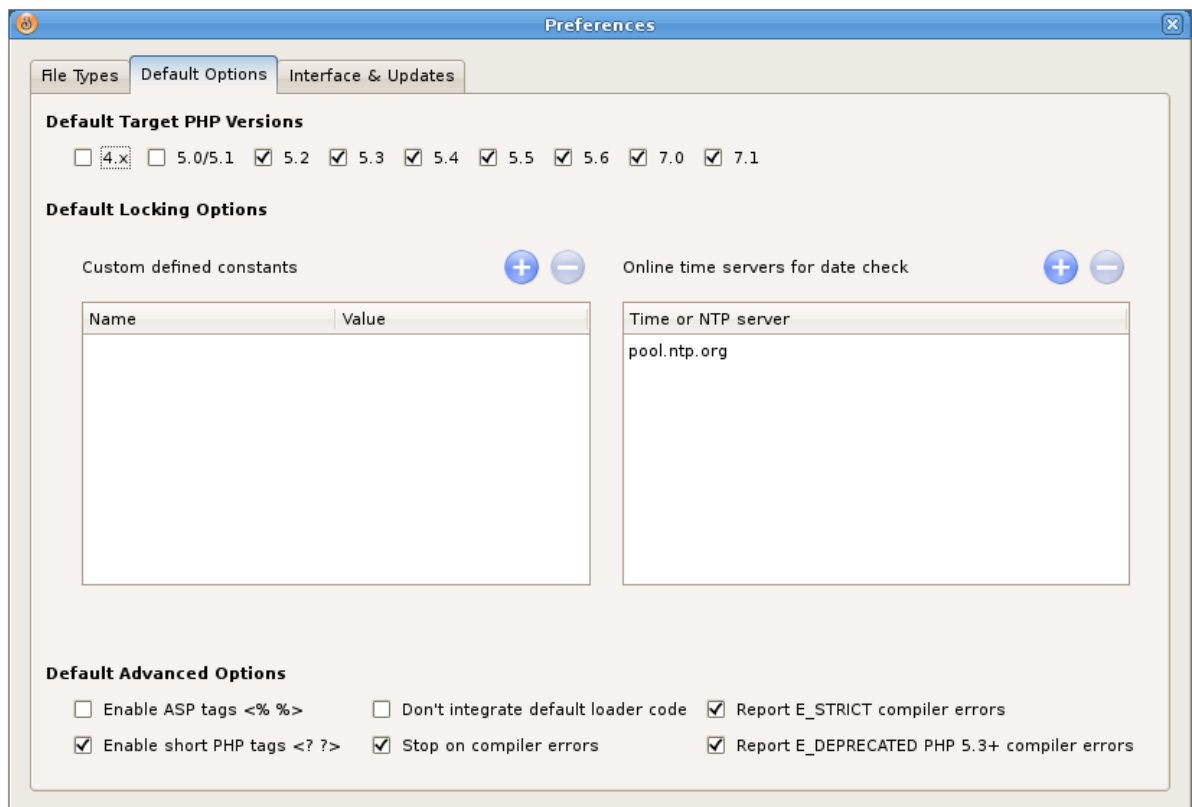 Preferences
File Types Default Options Interface & Updates
Default Target PHP Versions
4.x 5.0/5.1 5.2 5.3 5.4 5.5 5.6 7.0 7.1
Default Locking Options
Custom defined constants Online time servers for date check
Name Value Time or NTP server
pool.ntp.org
Default Advanced Options
Enable ASP tags <% %> Don't integrate default loader code Report E_STRICT compiler errors
Enable short PHP tags <? ?> Stop on compiler errors Report E_DEPRECATED PHP 5.3+ compiler errors